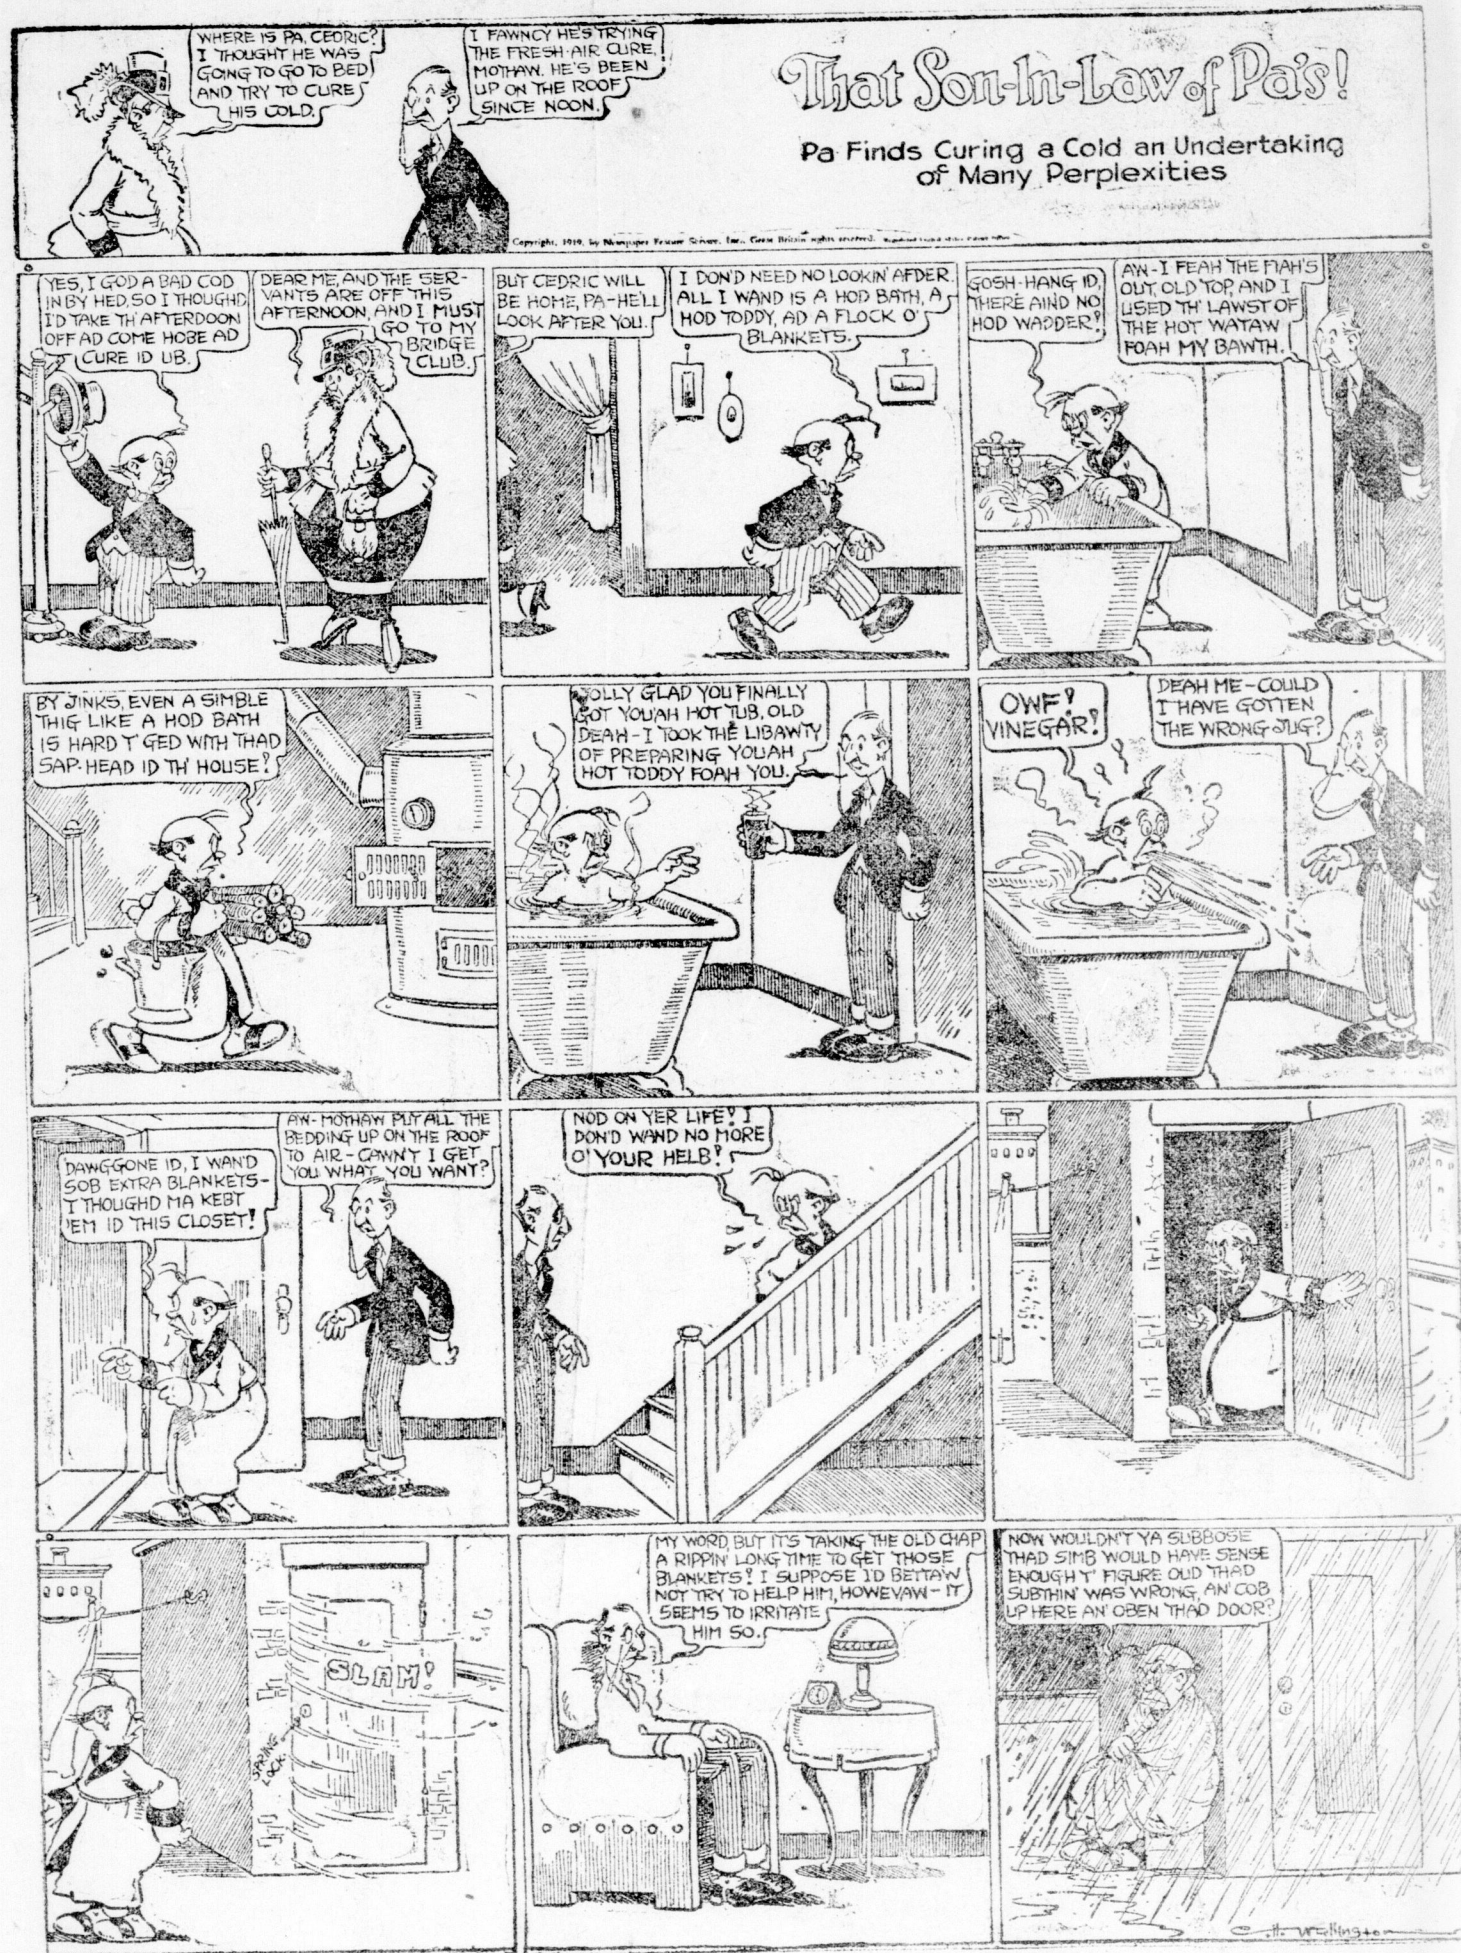 WHERE IS PA, CEDRIC?
I THOUGHT HE WAS
GOING TO GO TO BED
AND TRY TO CURE
HIS COLD.
I FAWNCY HE'S TRYING
THE FRESH-AIR CURE,
MOTHAW. HE'S BEEN
UP ON THE ROOF
SINCE NOON.
That Son-In-Law of Pa's!
Pa Finds Curing a Cold an Undertaking
of Many Perplexities
Copyright, 1919, by Newspaper Feature Service, Inc., Great Britain rights reserved.
YES, I GOD A BAD COD
IN BY HED, SO I THOUGHD
I'D TAKE TH' AFTERDOON
OFF AD COME HOBE AD
CURE ID UB.
DEAR ME, AND THE SER-
VANTS ARE OFF THIS
AFTERNOON, AND I MUST
GO TO MY
BRIDGE
CLUB.
BUT CEDRIC WILL
BE HOME, PA-HE'LL
LOOK AFTER YOU.
I DON'D NEED NO LOOKIN' AFDER.
ALL I WAND IS A HOD BATH, A
HOD TODDY, AD A FLOCK O'
BLANKETS.
GOSH-HANG ID,
THERE AIND NO
HOD WADDER!
AW-I FEAH THE FIAH'S
OUT, OLD TOP, AND I
USED TH' LAWST OF
THE HOT WATAW
FOAH MY BAWTH.
BY JINKS, EVEN A SIMBLE
THIG LIKE A HOD BATH
IS HARD T' GED WITH THAD
SAP-HEAD ID TH' HOUSE!
JOLLY GLAD YOU FINALLY
GOT YOUAH HOT TUB, OLD
DEAH-I TOOK THE LIBAWTY
OF PREPARING YOUAH
HOT TODDY FOAH YOU.
OWF!
VINEGAR!
DEAH ME-COULD
I HAVE GOTTEN
THE WRONG JUG?
DAWGGONE ID, I WAN'D
SOB EXTRA BLANKETS-
I THOUGHD MA KEBT
'EM ID THIS CLOSET!
AW-MOTHAW PUT ALL THE
BEDDING UP ON THE ROOF
TO AIR-CAWN'T I GET
YOU WHAT YOU WANT?
NOD ON YER LIFE! I
DON'D WAND NO MORE
O' YOUR HELB!
SLAM!
SPRING
LOCK
MY WORD, BUT IT'S TAKING THE OLD CHAP
A RIPPIN' LONG TIME TO GET THOSE
BLANKETS! I SUPPOSE I'D BETTAW
NOT TRY TO HELP HIM, HOWEVAW-IT
SEEMS TO IRRITATE
HIM SO.
NOW WOULDN'T YA SUBBOSE
THAD SIMB WOULD HAVE SENSE
ENOUGH T' FIGURE OUD THAD
SUBTHIN' WAS WRONG, AN' COB
UP HERE AN' OBEN THAD DOOR?
C.H. Wellington